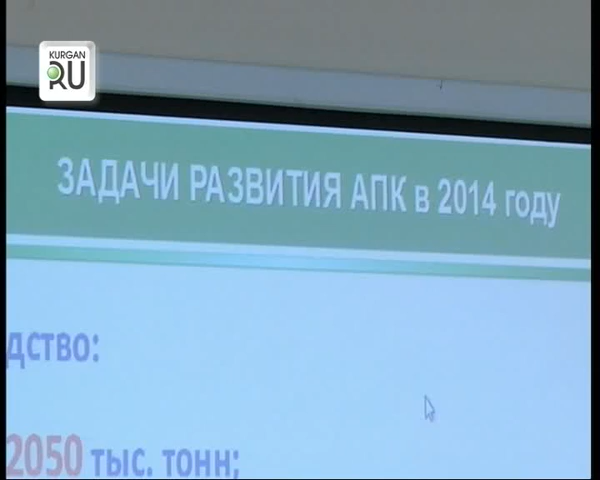 KURGAN
RU
ЗАДАЧИ РАЗВИТИЯ АПК в 2014 году
дство:
2050 тыс. тонн;